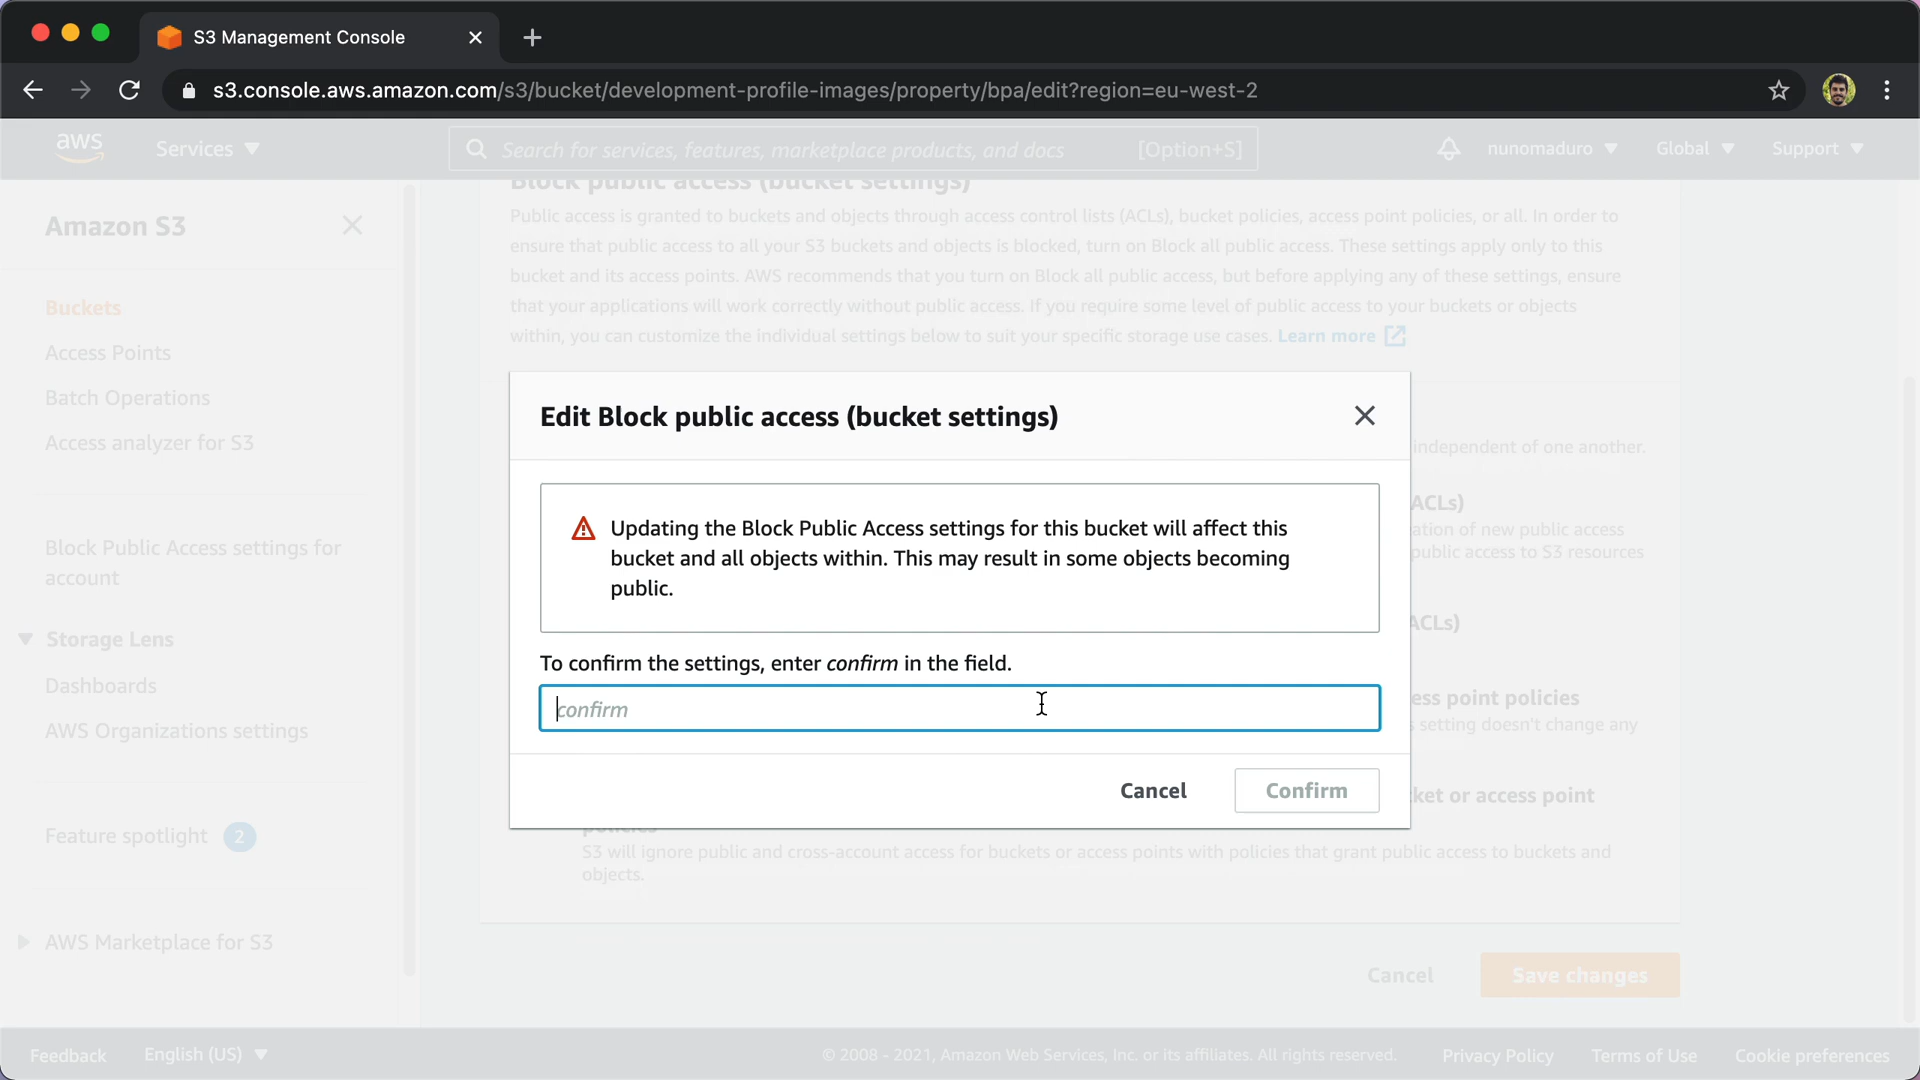 S3 Management Console
s3.console.aws.amazon.com/s3/bucket/development-profile-images/property/bpa/edit?region=eu-west-2
aws
Services
Search for services, features, marketplace products, and docs
[Option+S]
nunomaduro
Global
Support
Amazon S3
Buckets
Access Points
Batch Operations
Access analyzer for S3
Block Public Access settings for
account
Storage Lens
Dashboards
AWS Organizations settings
Feature spotlight 2
AWS Marketplace for S3
Block public access (bucket settings)
Public access is granted to buckets and objects through access control lists (ACLs), bucket policies, access point policies, or all. In order to
ensure that public access to all your S3 buckets and objects is blocked, turn on Block all public access. These settings apply only to this
bucket and its access points. AWS recommends that you turn on Block all public access, but before applying any of these settings, ensure
that your applications will work correctly without public access. If you require some level of public access to your buckets or objects
within, you can customize the individual settings below to suit your specific storage use cases. Learn more
independent of one another.
ACLs)
ation of new public access
public access to S3 resources
ACLs)
ess point policies
s setting doesn't change any
ket or access point
policies
S3 will ignore public and cross-account access for buckets or access points with policies that grant public access to buckets and
objects.
Edit Block public access (bucket settings)
Updating the Block Public Access settings for this bucket will affect this
bucket and all objects within. This may result in some objects becoming
public.
To confirm the settings, enter confirm in the field.
confirm
Cancel
Confirm
Cancel
Save changes
Feedback
English (US)
© 2008 - 2021, Amazon Web Services, Inc. or its affiliates. All rights reserved.
Privacy Policy
Terms of Use
Cookie preferences